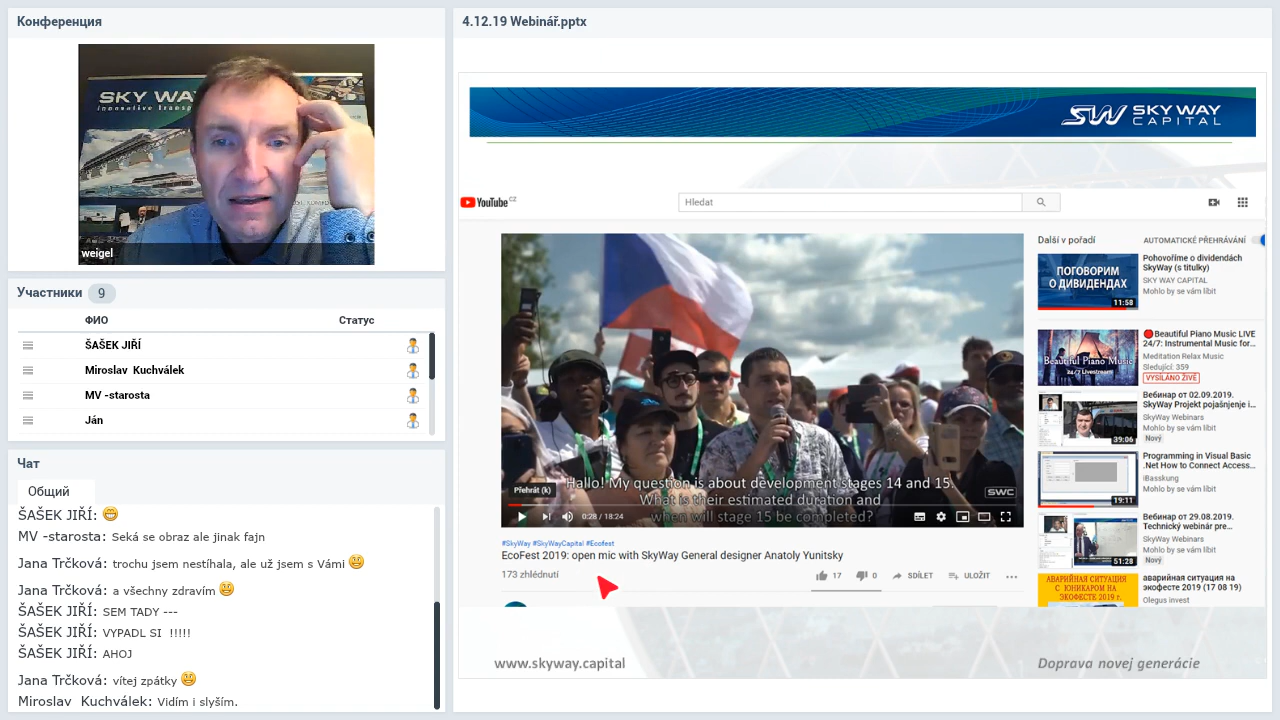 Конференция
SKY WAY
weigel
Участники 9
ФИО Статус
ŠAŠEK JIŘÍ
Miroslav Kuchválek
MV -starosta
Ján
Чат
Общий
ŠAŠEK JIŘÍ:
MV -starosta: Seká se obraz ale jinak fajn
Jana Trčková: trochu jsem nestíhala, ale už jsem s Vámi
Jana Trčková: a všechny zdravím
ŠAŠEK JIŘÍ: SEM TADY ---
ŠAŠEK JIŘÍ: VYPADL SI !!!!!
ŠAŠEK JIŘÍ: AHOJ
Jana Trčková: vítej zpátky
Miroslav Kuchválek: Vidím i slyším.
4.12.19 Webinář.pptx
SW SKY WAY
CAPITAL
YouTube CZ
Hledat
Hallo! My question is about development stages 14 and 15.
What is their estimated duration and
when will stage 15 be completed?
Přehrát (k)
SWC
0:28 / 18:24
#SkyWay #SkyWayCapital #Ecofest
EcoFest 2019: open mic with SkyWay General designer Anatoly Yunitsky
173 zhlédnutí
17 0 SDÍLET ULOŽIT
Další v pořadí AUTOMATICKÉ PŘEHRÁVÁNÍ
ПОГОВОРИМ
О ДИВИДЕНДАХ
11:58
Pohovoříme o dividendách
SkyWay (s titulky)
SKY WAY CAPITAL
Mohlo by se vám líbit
Beautiful Piano Music
24/7 Livestream
Beautiful Piano Music LIVE
24/7: Instrumental Music for...
Meditation Relax Music
Sledující: 359
VYSÍLÁNO ŽIVĚ
39:06
Вебинар от 02.09.2019.
SkyWay Projekt pojašnjenje i...
SkyWay Webinars
Mohlo by se vám líbit
Nový
19:11
Programming in Visual Basic
.Net How to Connect Access...
iBasskung
Mohlo by se vám líbit
51:28
Вебинар от 29.08.2019.
Technický webinár pre...
SkyWay Webinars
Mohlo by se vám líbit
Nový
АВАРИЙНАЯ СИТУАЦИЯ
С ЮНИКАРОМ НА
ЭКОФЕСТЕ 2019 г.
аварийная ситуация на
экофесте 2019 (17 08 19)
Olegus invest
www.skyway.capital
Doprava novej generácie